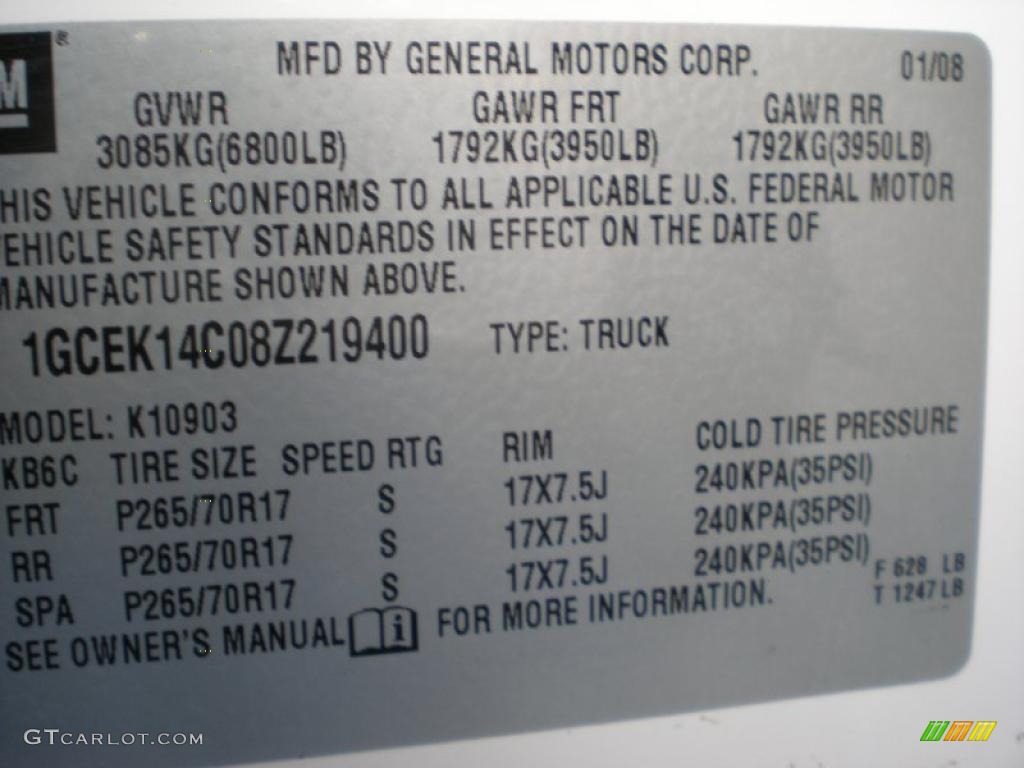 M ®
MFD BY GENERAL MOTORS CORP. 01/08
GVWR GAWR FRT GAWR RR
3085KG(6800LB) 1792KG(3950LB) 1792KG(3950LB)
HIS VEHICLE CONFORMS TO ALL APPLICABLE U.S. FEDERAL MOTOR
EHICLE SAFETY STANDARDS IN EFFECT ON THE DATE OF
MANUFACTURE SHOWN ABOVE.
1GCEK14C08Z219400 TYPE: TRUCK
MODEL: K10903
KB6C TIRE SIZE SPEED RTG RIM COLD TIRE PRESSURE
FRT P265/70R17 S 17X7.5J 240KPA(35PSI)
RR P265/70R17 S 17X7.5J 240KPA(35PSI)
SPA P265/70R17 S 17X7.5J 240KPA(35PSI)
F 628 LB
T 1247LB
SEE OWNER'S MANUAL i FOR MORE INFORMATION.
GTCARLOT.COM